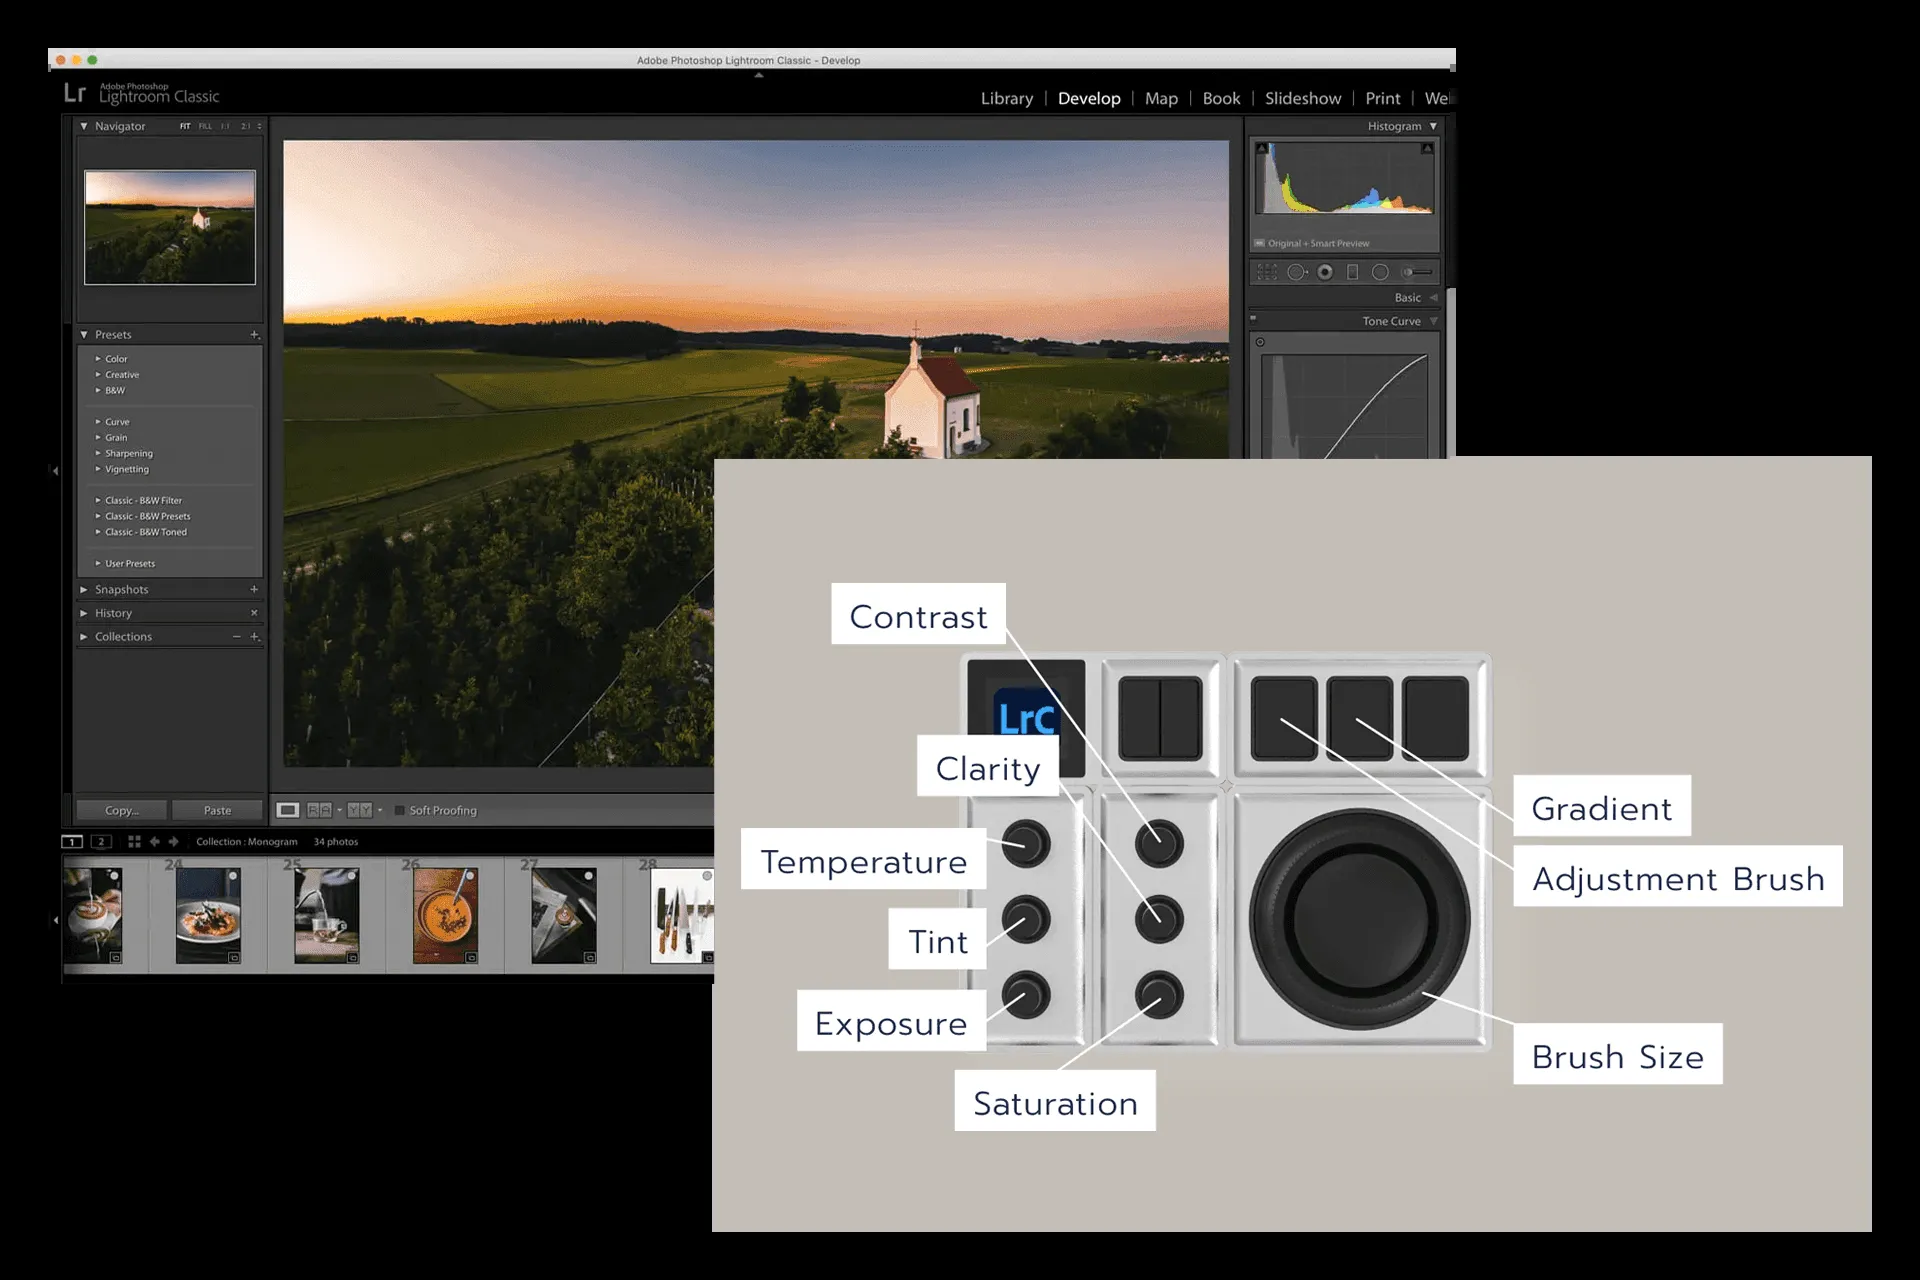 Adobe Photoshop Lightroom Classic - Develop
Lr
Adobe Photoshop
Lightroom Classic
Library | Develop | Map | Book | Slideshow | Print | We
Navigator
FIT FILL 1:1 2:1
Histogram
Original + Smart Preview
Basic
Tone Curve
Presets
Color
Creative
B&W
Curve
Grain
Sharpening
Vignetting
Classic - B&W Filter
Classic - B&W Presets
Classic - B&W Toned
User Presets
Snapshots
History
Collections
Copy...
Paste
R A
Y Y
Soft Proofing
1
2
Collection : Monogram
34 photos
24
25
26
27
28
Contrast
LrC
Clarity
Temperature
Tint
Exposure
Saturation
Gradient
Adjustment Brush
Brush Size